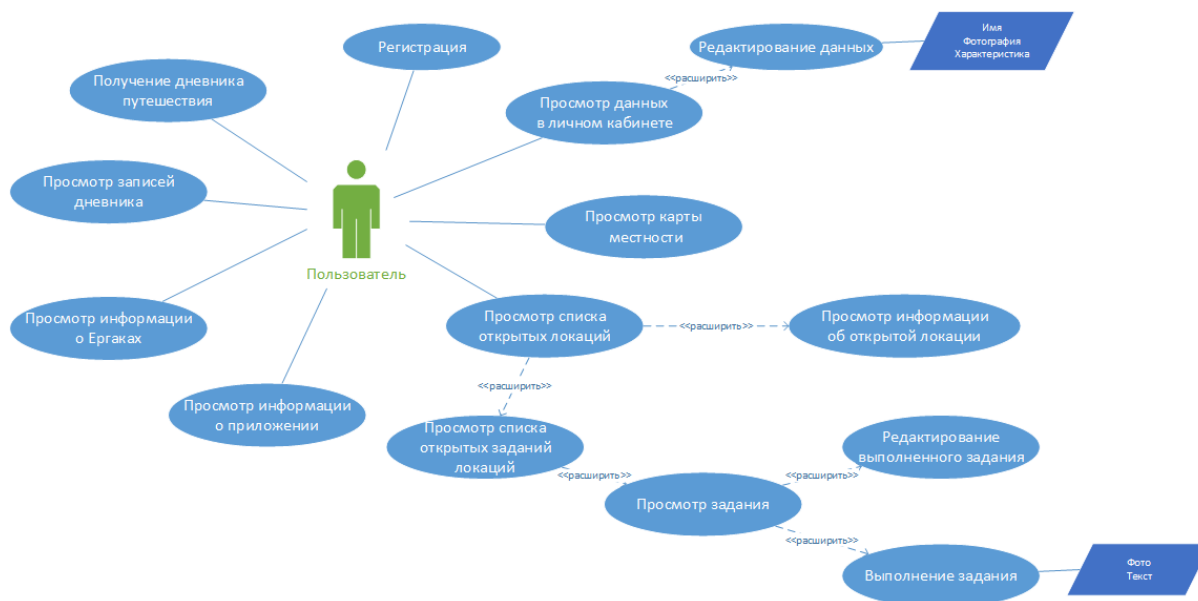 Имя
Фотография
Характеристика
Регистрация
Редактирование данных
<<расширить>>
Получение дневника
путешествия
Просмотр данных
в личном кабинете
Просмотр записей
дневника
Просмотр карты
местности
Пользователь
Просмотр информации
о Ергаках
Просмотр списка
открытых локаций
<<расширить>>
Просмотр информации
об открытой локации
<<расширить>>
Просмотр информации
о приложении
Просмотр списка
открытых заданий
локаций
Редактирование
выполненного задания
<<расширить>>
<<расширить>>
Просмотр задания
<<расширить>>
Выполнение задания
Фото
Текст